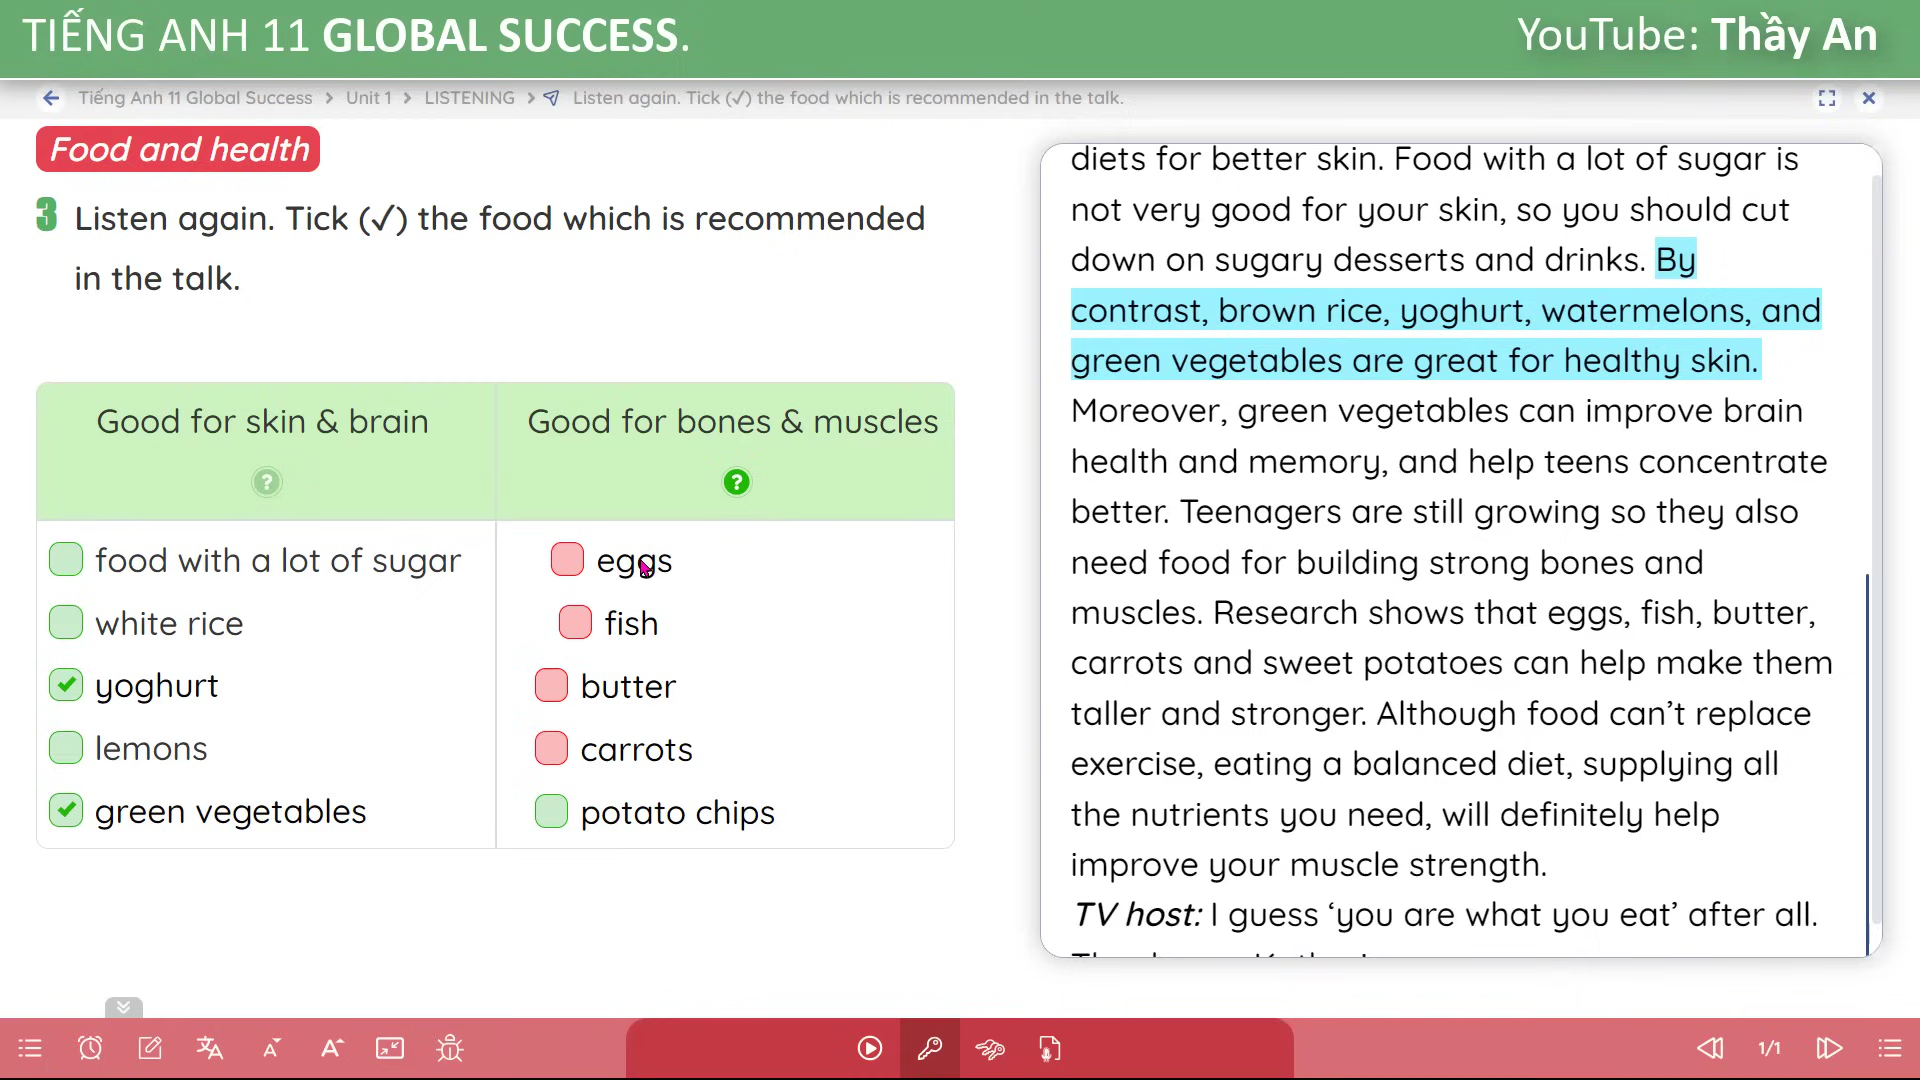 TIẾNG ANH 11 GLOBAL SUCCESS.
YouTube: Thầy An
Tiếng Anh 11 Global Success > Unit 1 > LISTENING > Listen again. Tick (✓) the food which is recommended in the talk.
Food and health
3 Listen again. Tick (✓) the food which is recommended
in the talk.
Good for skin & brain
?
food with a lot of sugar
white rice
yoghurt
lemons
green vegetables
Good for bones & muscles
?
eggs
fish
butter
carrots
potato chips
diets for better skin. Food with a lot of sugar is
not very good for your skin, so you should cut
down on sugary desserts and drinks. By
contrast, brown rice, yoghurt, watermelons, and
green vegetables are great for healthy skin.
Moreover, green vegetables can improve brain
health and memory, and help teens concentrate
better. Teenagers are still growing so they also
need food for building strong bones and
muscles. Research shows that eggs, fish, butter,
carrots and sweet potatoes can help make them
taller and stronger. Although food can’t replace
exercise, eating a balanced diet, supplying all
the nutrients you need, will definitely help
improve your muscle strength.
TV host: I guess ‘you are what you eat’ after all.
1/1